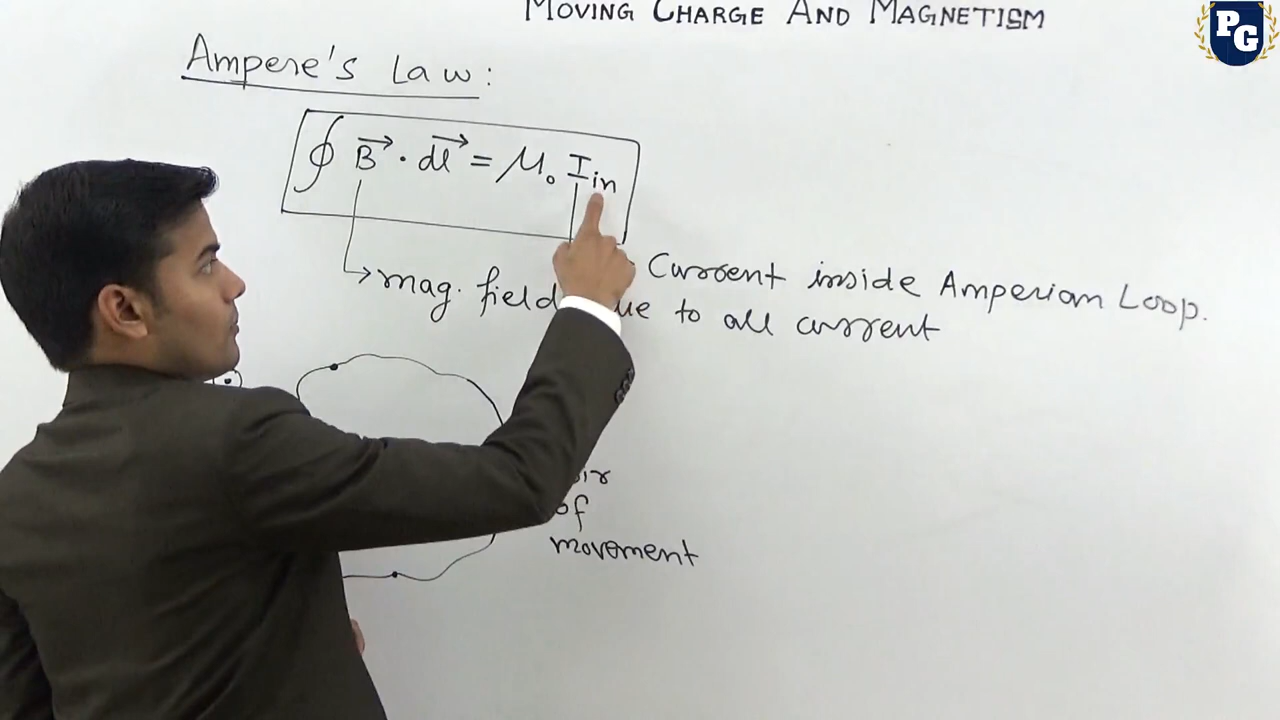 MOVING CHARGE AND MAGNETISM
PG
Ampere's Law:
∮ B⃗ · dl⃗ = μ₀ I_in
Current inside Amperian Loop.
mag. field to all current
of
movement